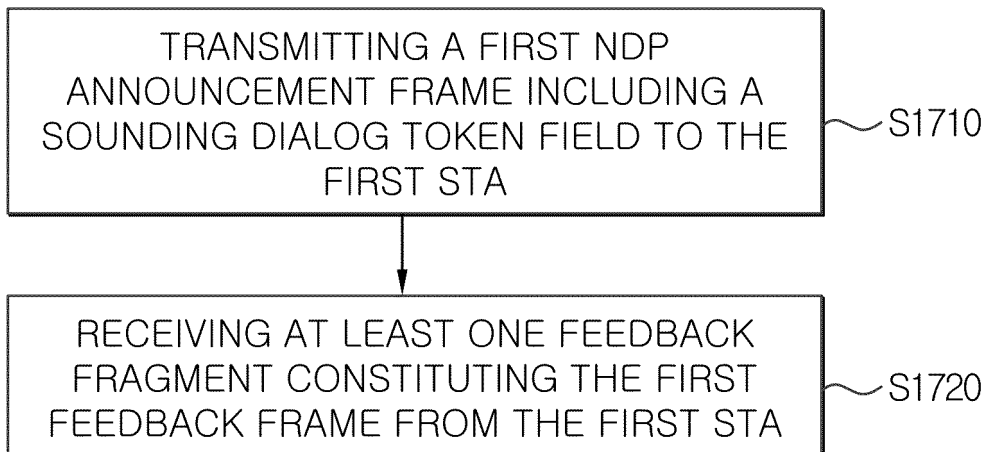 TRANSMITTING A FIRST NDP
ANNOUNCEMENT FRAME INCLUDING A
SOUNDING DIALOG TOKEN FIELD TO THE
FIRST STA
S1710
RECEIVING AT LEAST ONE FEEDBACK
FRAGMENT CONSTITUTING THE FIRST
FEEDBACK FRAME FROM THE FIRST STA
S1720